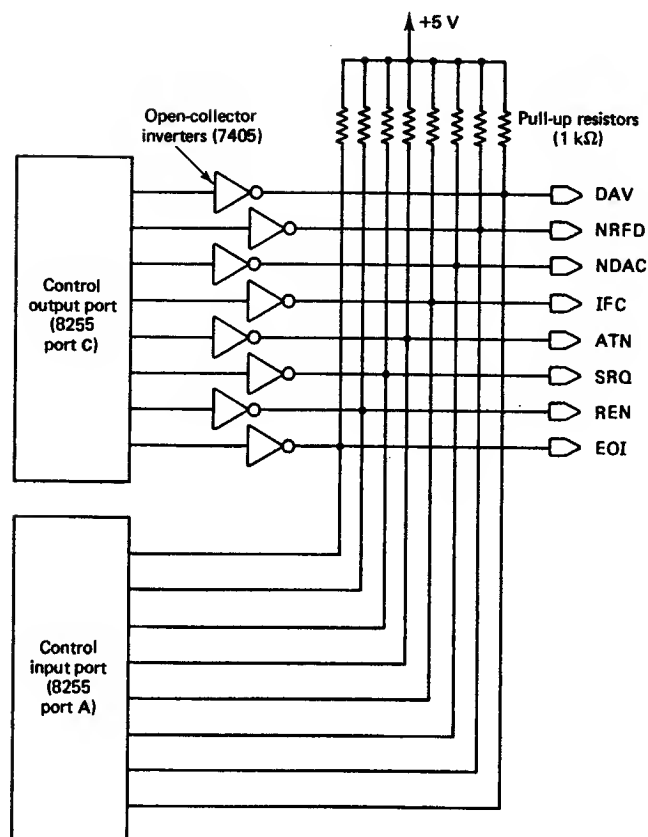 +5 V
Open-collector
inverters (7405)
Pull-up resistors
(1 kΩ)
DAV
NRFD
NDAC
IFC
ATN
SRQ
REN
EOI
Control
output port
(8255
port C)
Control
input port
(8255
port A)